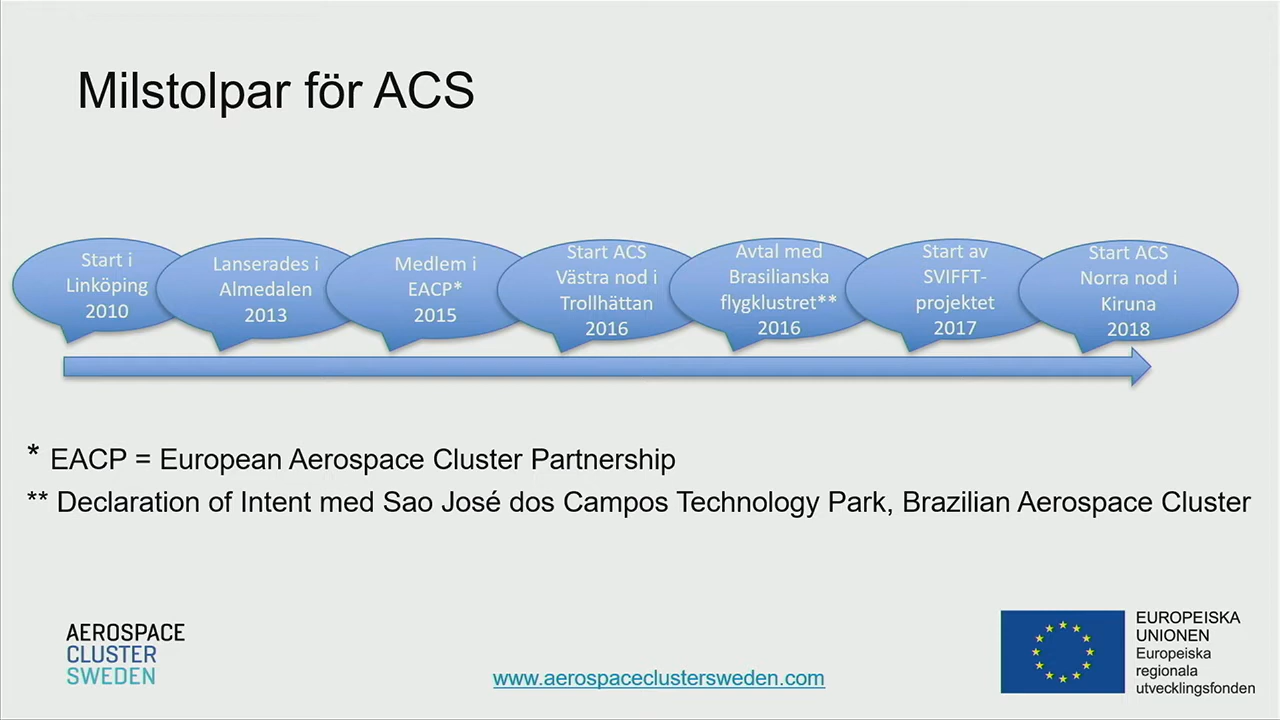 Milstolpar för ACS
Start i
Linköping
2010
Lanserades i
Almedalen
2013
Medlem i
EACP*
2015
Start ACS
Västra nod i
Trollhättan
2016
Avtal med
Brasilianska
flygklustret**
2016
Start av
SVIFFT-
projektet
2017
Start ACS
Norra nod i
Kiruna
2018
* EACP = European Aerospace Cluster Partnership
** Declaration of Intent med Sao José dos Campos Technology Park, Brazilian Aerospace Cluster
AEROSPACE
CLUSTER
SWEDEN
www.aerospaceclustersweden.com
EUROPEISKA
UNIONEN
Europeiska
regionala
utvecklingsfonden